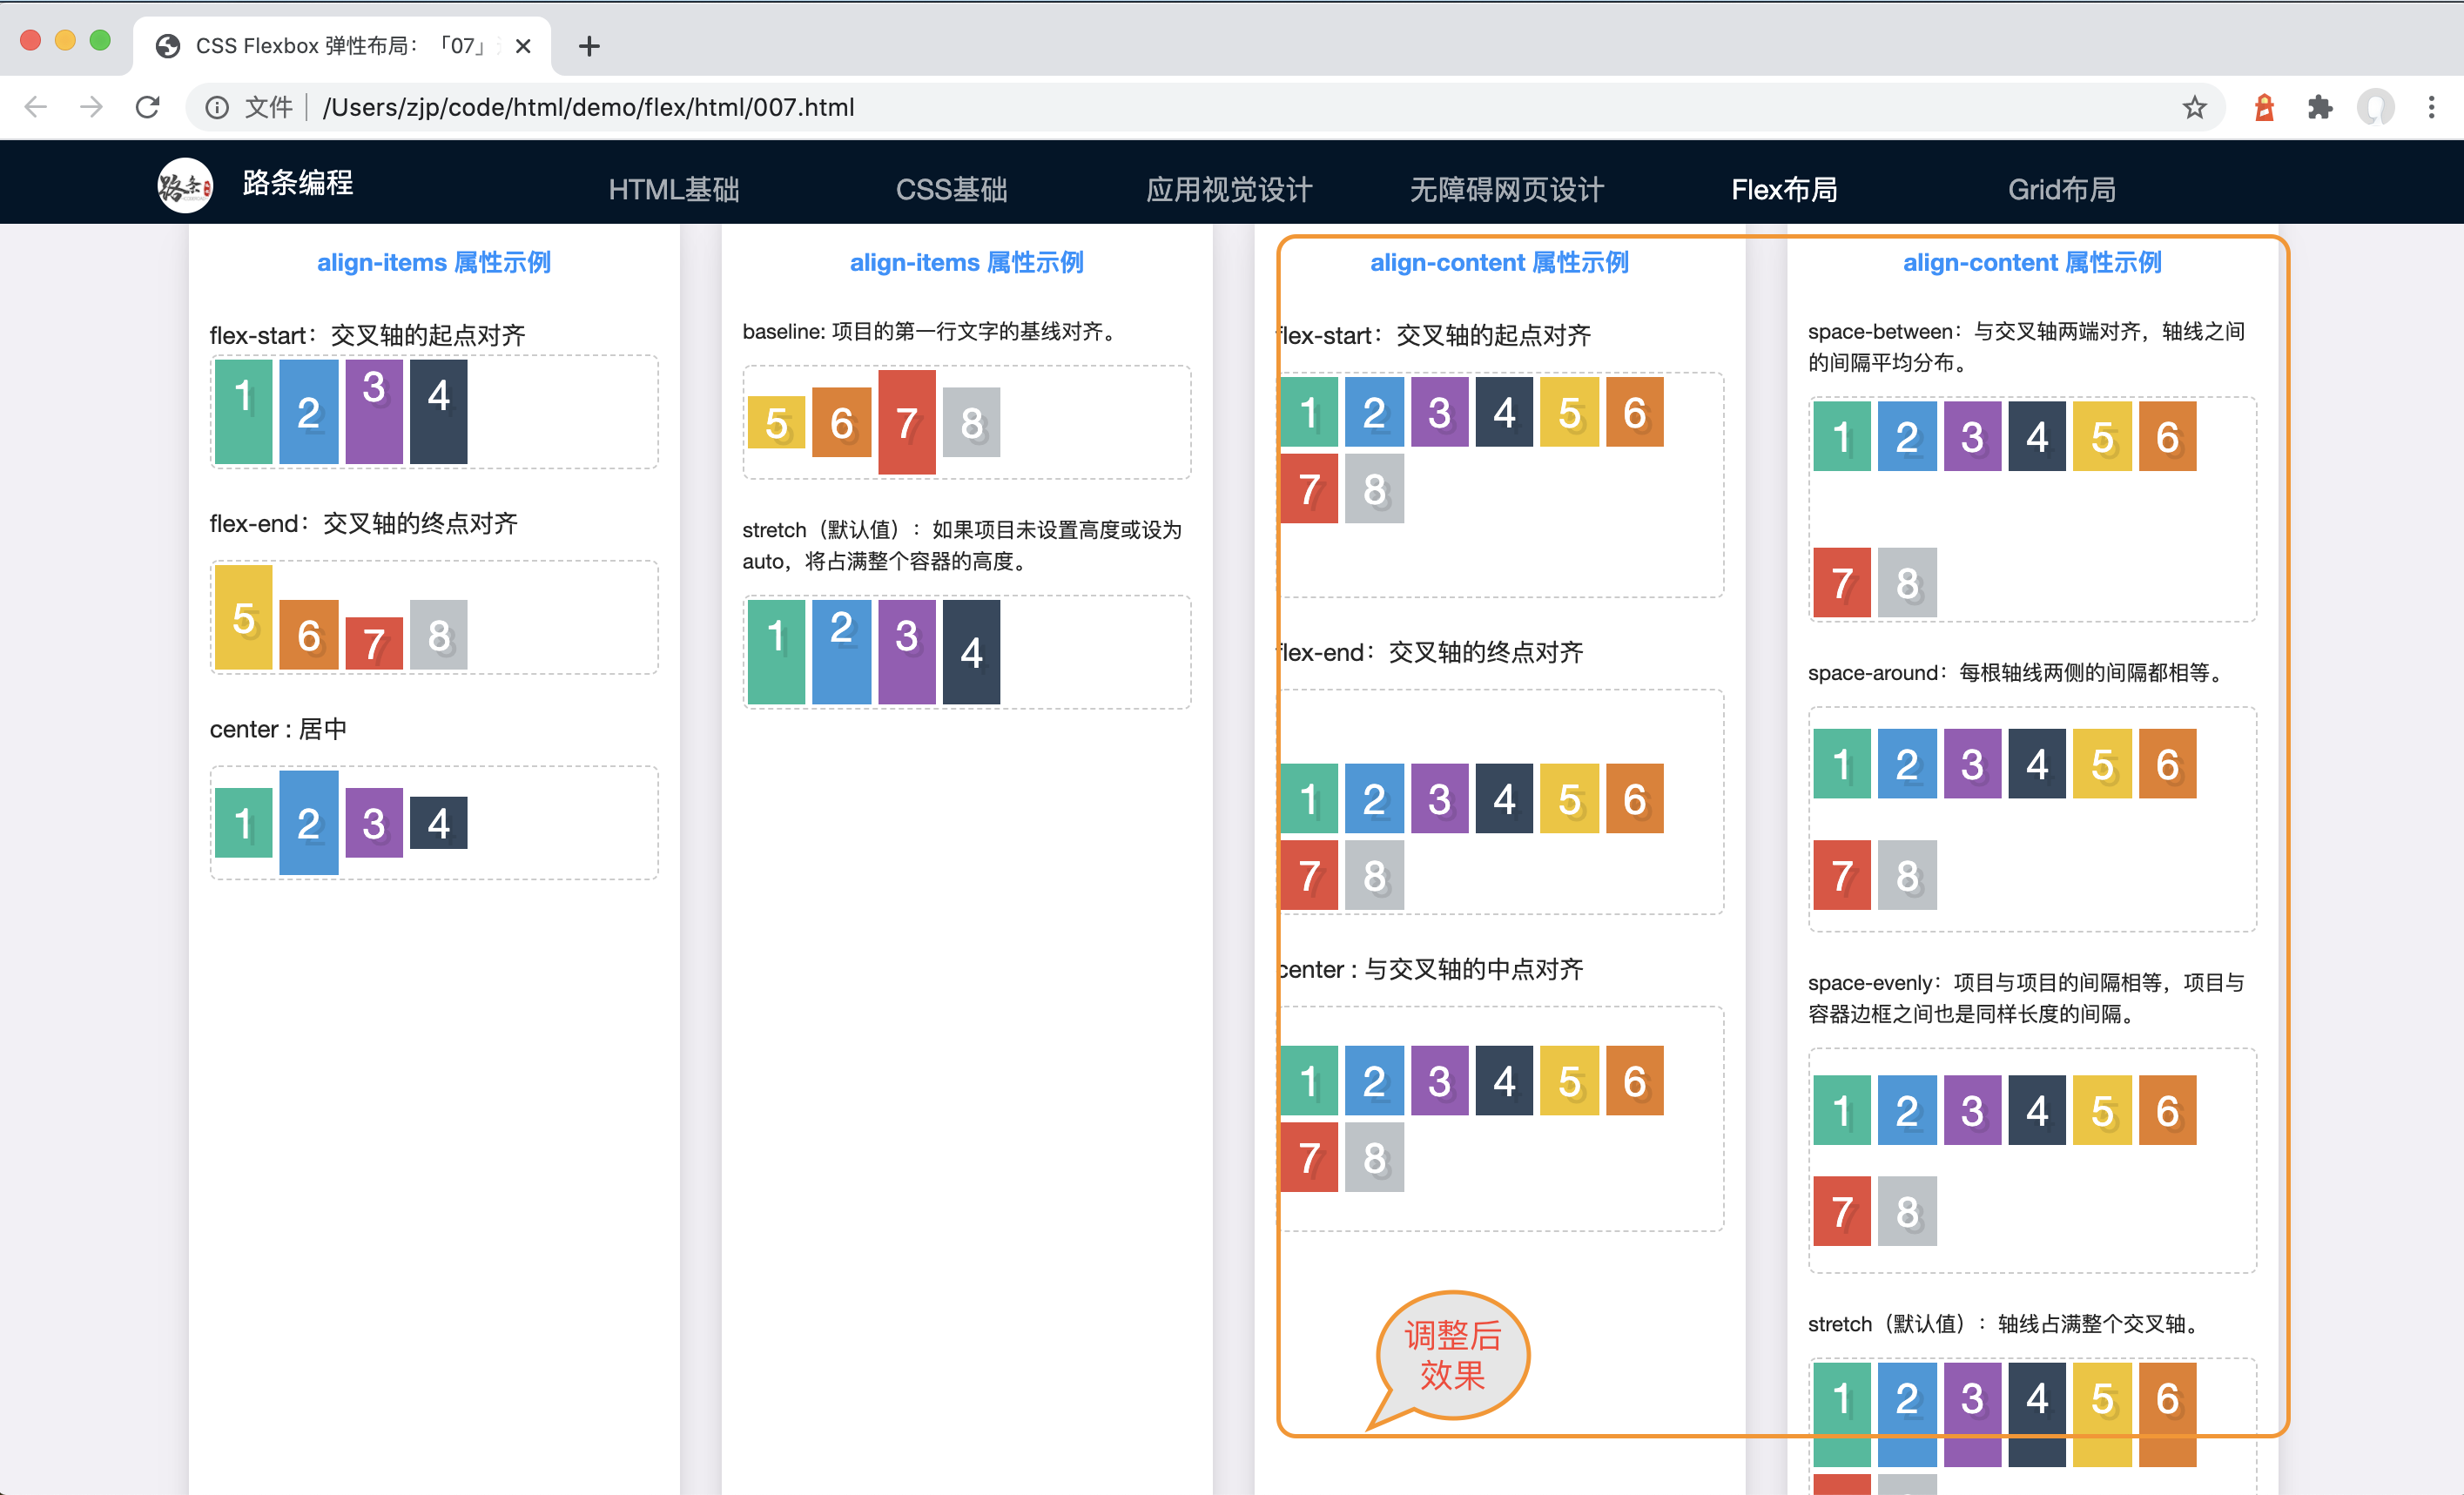 CSS Flexbox 弹性布局：「07」
文件 /Users/zjp/code/html/demo/flex/html/007.html
路条编程
HTML基础
CSS基础
应用视觉设计
无障碍网页设计
Flex布局
Grid布局
align-items 属性示例
flex-start：交叉轴的起点对齐
1 2 3 4
flex-end：交叉轴的终点对齐
5 6 7 8
center : 居中
1 2 3 4
align-items 属性示例
baseline: 项目的第一行文字的基线对齐。
5 6 7 8
stretch（默认值）：如果项目未设置高度或设为
auto，将占满整个容器的高度。
1 2 3 4
align-content 属性示例
flex-start：交叉轴的起点对齐
1 2 3 4 5 6
7 8
flex-end：交叉轴的终点对齐
1 2 3 4 5 6
7 8
center : 与交叉轴的中点对齐
1 2 3 4 5 6
7 8
调整后
效果
align-content 属性示例
space-between：与交叉轴两端对齐，轴线之间
的间隔平均分布。
1 2 3 4 5 6
7 8
space-around：每根轴线两侧的间隔都相等。
1 2 3 4 5 6
7 8
space-evenly：项目与项目的间隔相等，项目与
容器边框之间也是同样长度的间隔。
1 2 3 4 5 6
7 8
stretch（默认值）：轴线占满整个交叉轴。
1 2 3 4 5 6